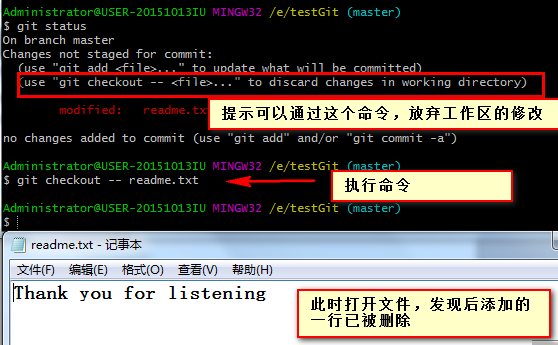 Administrator@USER-20151013IU MINGW32 /e/testGit (master)
$ git status
On branch master
Changes not staged for commit:
(use "git add <file>..." to update what will be committed)
(use "git checkout -- <file>..." to discard changes in working directory)
modified: readme.txt
提示可以通过这个命令，放弃工作区的修改
no changes added to commit (use "git add" and/or "git commit -a")
Administrator@USER-20151013IU MINGW32 /e/testGit (master)
$ git checkout -- readme.txt
执行命令
Administrator@USER-20151013IU MINGW32 /e/testGit (master)
$
readme.txt - 记事本
文件(F) 编辑(E) 格式(O) 查看(V) 帮助(H)
Thank you for listening
此时打开文件，发现后添加的
一行已被删除